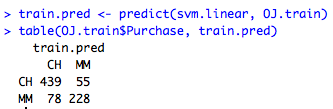 > train.pred <- predict(svm.linear, OJ.train)
> table(OJ.train$Purchase, train.pred)
    train.pred
      CH  MM
  CH 439  55
  MM  78 228